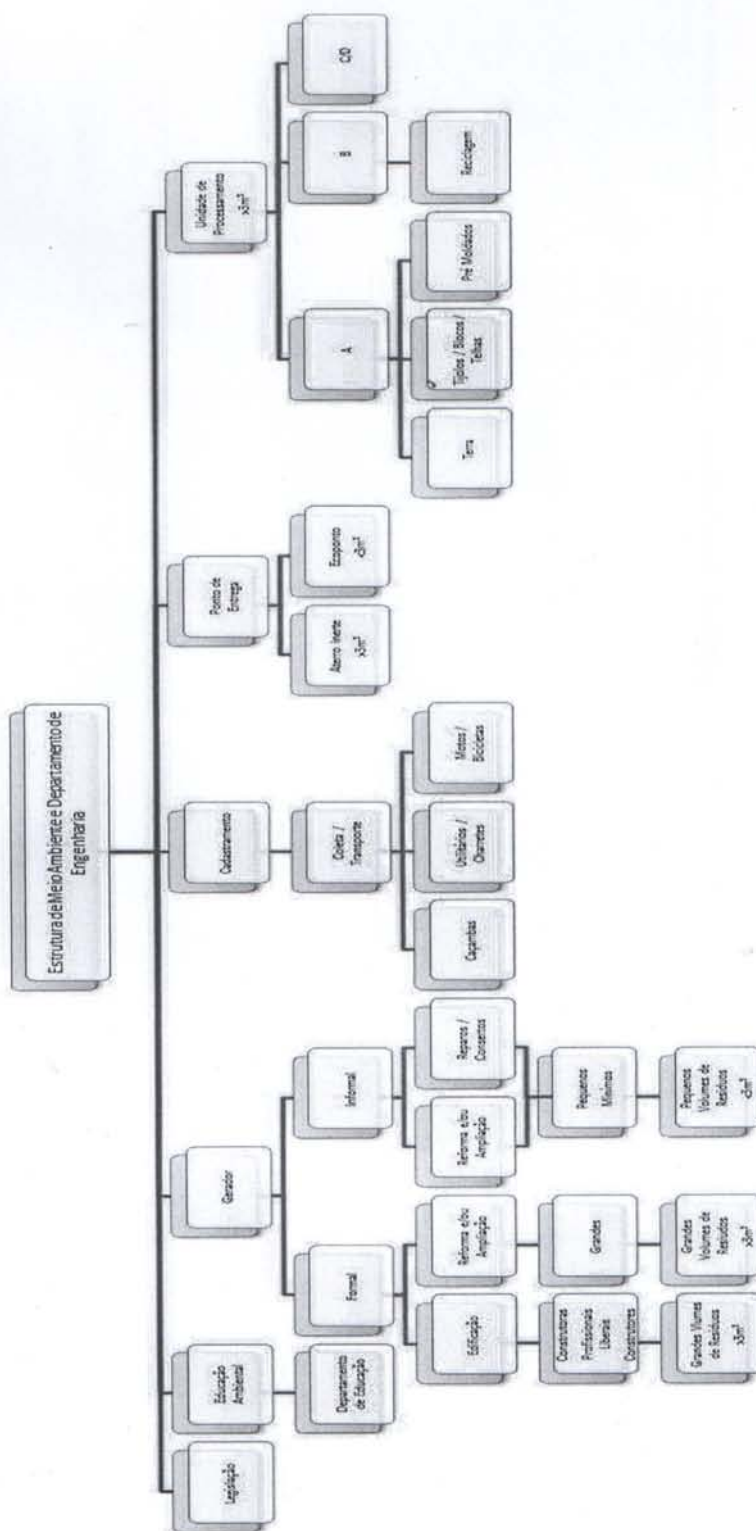 Estrutura de Meio Ambiente e Departamento de
Engenharia
Legislação
Educação
Ambiental
Departamento
de Educação
Gerador
Formal
Edificação
Construtoras
Profissionais
Liberais
Construtores
Grandes Vlumes
de Resíduos
>3m³
Reforma e/ou
Ampliação
Grandes
Grandes
Volumes de
Resíduos
>3m³
Informal
Reforma e/ou
Ampliação
Reparos /
Consertos
Pequenos
Mínimos
Pequenos
Volumes de
Resíduos
<3m³
Cadastramento
Coleta /
Transporte
Caçambas
Utilitários /
Charretes
Motos /
Bicicletas
Ponto de
Entrega
Aterro Inerte
>3m³
Ecoponto
<3m³
Unidade de
Processamento
>3m³
A
Terra
Tijolos / Blocos /
Telhas
Pré Moldados
B
Reciclagem
C/D